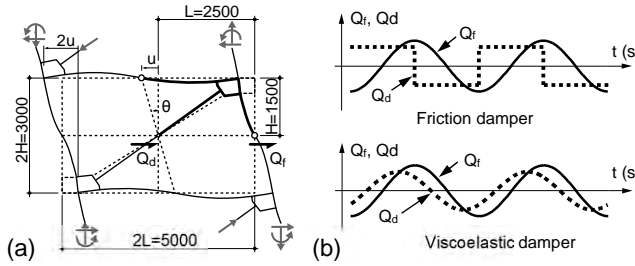 L=2500
2u
u
θ
H=1500
2H=3000
Qd
Qf
(a)
2L=5000
Qf, Qd
Qf
t (s
Qd
Friction damper
Qf, Qd
Qf
t (s
Qd
(b)
Viscoelastic damper